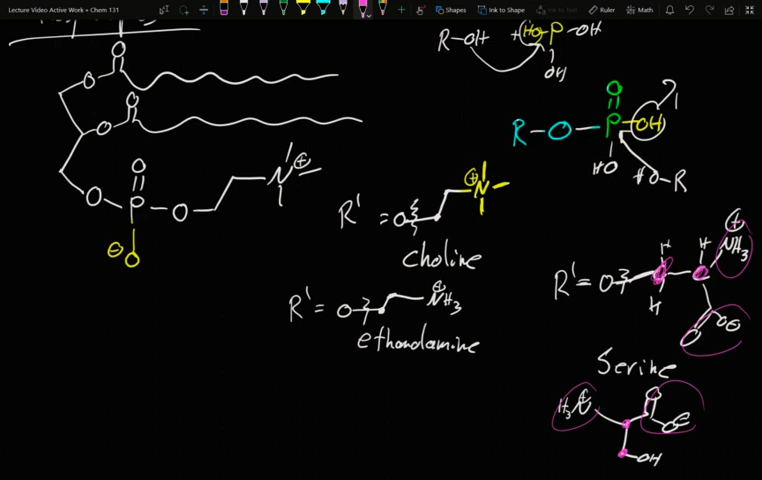 Lecture Video Active Work • Chem 131
Shapes
Ink to Shape
Ink to Text
Ruler
Math
R-OH + HO-P-OH
OH
O
O
O
R-O-P-OH
HO
HO-R
O
O
O
O-P-O
N⊕
⊖O
R' = O
⊕N
choline
R' = O
⊕NH3
ethanolamine
R' = O
H
H
H
⊕NH3
O
O⊖
Serine
H3N⊕
O
O⊖
OH